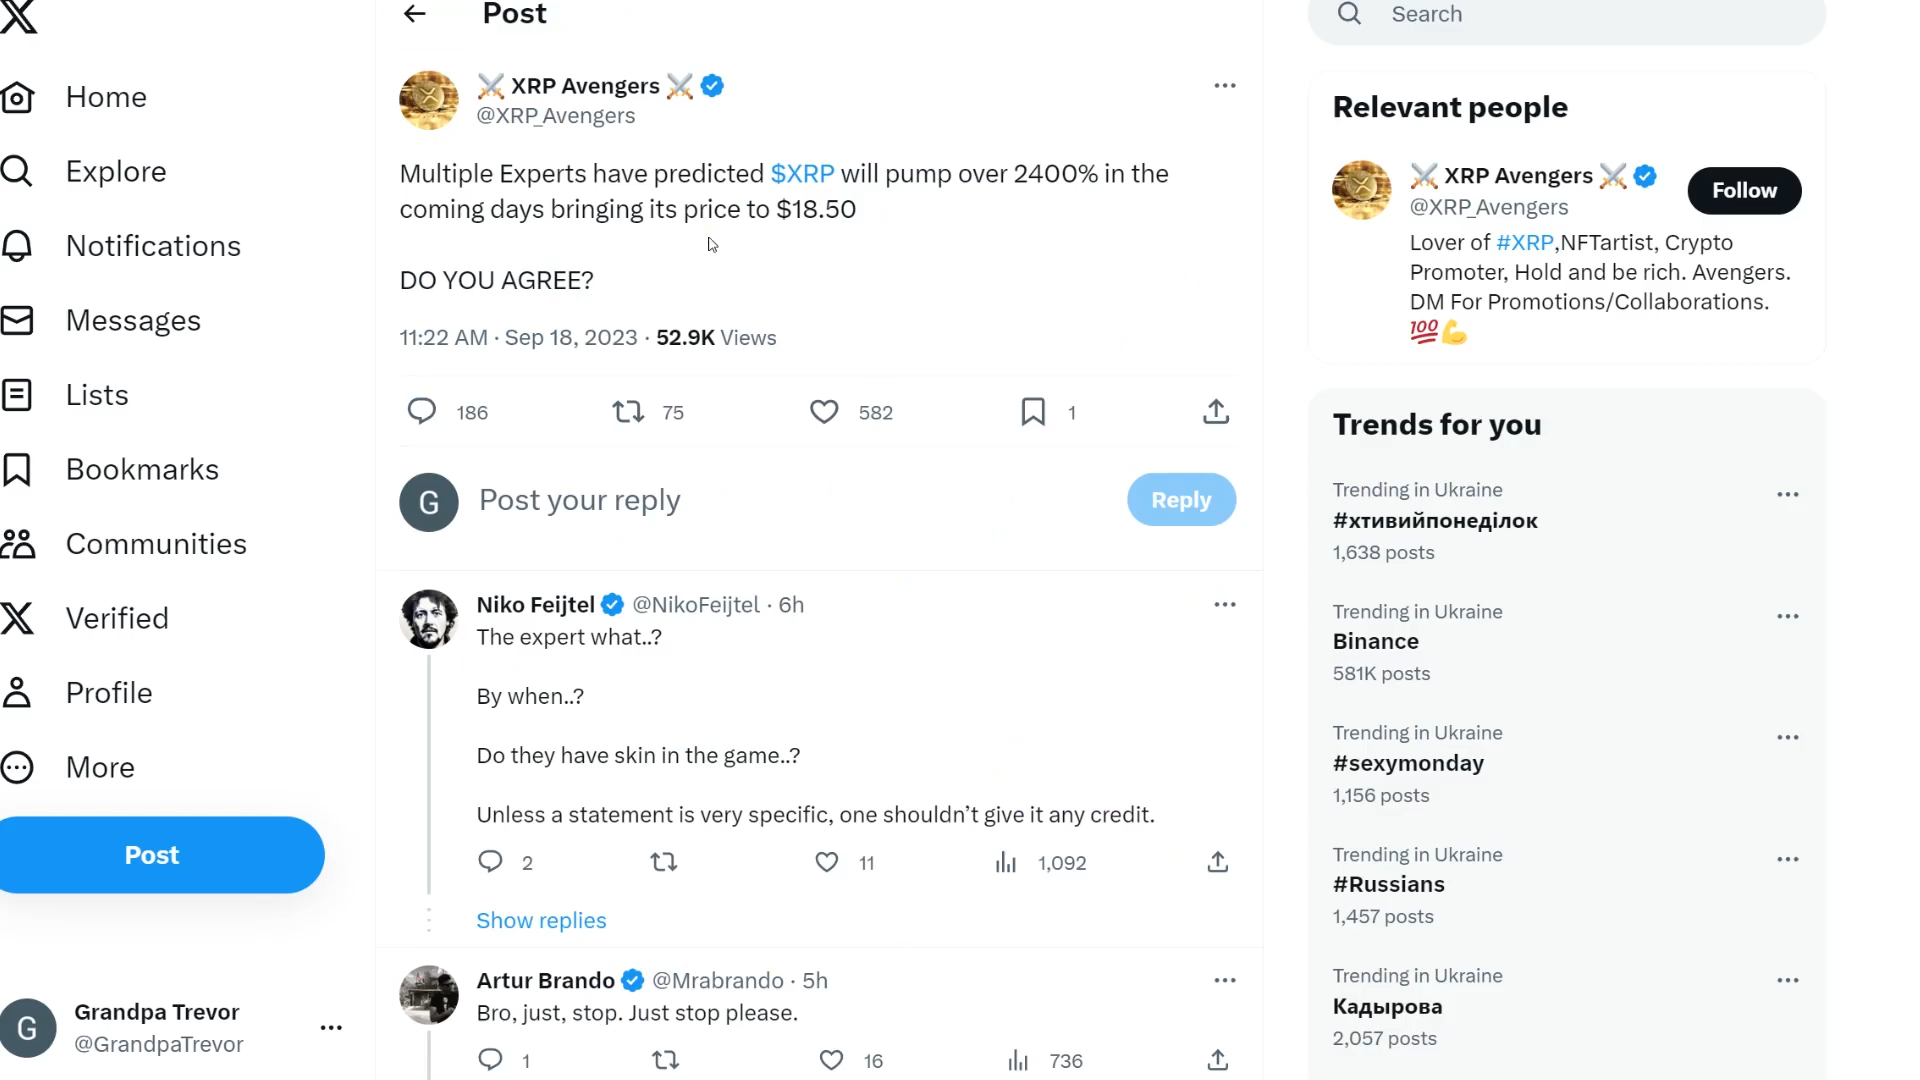 Home
Explore
Notifications
Messages
Lists
Bookmarks
Communities
Verified
Profile
More
Post
Grandpa Trevor
@GrandpaTrevor
Post
⚔️ XRP Avengers ⚔️
@XRP_Avengers
Multiple Experts have predicted $XRP will pump over 2400% in the
coming days bringing its price to $18.50
DO YOU AGREE?
11:22 AM · Sep 18, 2023 · 52.9K Views
186 75 582 1
G Post your reply Reply
Niko Feijtel @NikoFeijtel · 6h
The expert what..?
By when..?
Do they have skin in the game..?
Unless a statement is very specific, one shouldn’t give it any credit.
2 11 1,092
Show replies
Artur Brando @Mrabrando · 5h
Bro, just, stop. Just stop please.
1 16 736
Search
Relevant people
⚔️ XRP Avengers ⚔️
@XRP_Avengers
Follow
Lover of #XRP,NFTartist, Crypto
Promoter, Hold and be rich. Avengers.
DM For Promotions/Collaborations.
💯💪
Trends for you
Trending in Ukraine
#хтивийпонеділок
1,638 posts
Trending in Ukraine
Binance
581K posts
Trending in Ukraine
#sexymonday
1,156 posts
Trending in Ukraine
#Russians
1,457 posts
Trending in Ukraine
Кадырова
2,057 posts
G